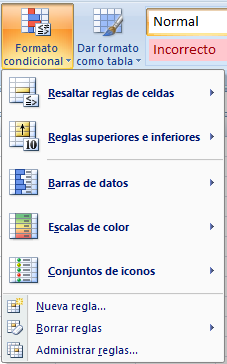 Formato condicional
Dar formato como tabla
Normal
Incorrecto
Resaltar reglas de celdas
Reglas superiores e inferiores
10
Barras de datos
Escalas de color
Conjuntos de iconos
Nueva regla...
Borrar reglas
Administrar reglas...